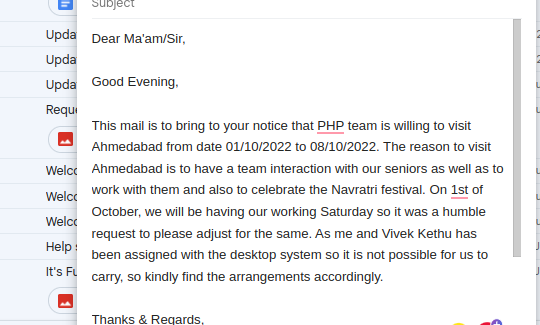 Subject
Dear Ma'am/Sir,
Good Evening,
This mail is to bring to your notice that PHP team is willing to visit
Ahmedabad from date 01/10/2022 to 08/10/2022. The reason to visit
Ahmedabad is to have a team interaction with our seniors as well as to
work with them and also to celebrate the Navratri festival. On 1st of
October, we will be having our working Saturday so it was a humble
request to please adjust for the same. As me and Vivek Kethu has
been assigned with the desktop system so it is not possible for us to
carry, so kindly find the arrangements accordingly.
Thanks & Regards,
Upda
Upda
Upda
Reque
Welco
Welco
Welco
Help s
It's Fu